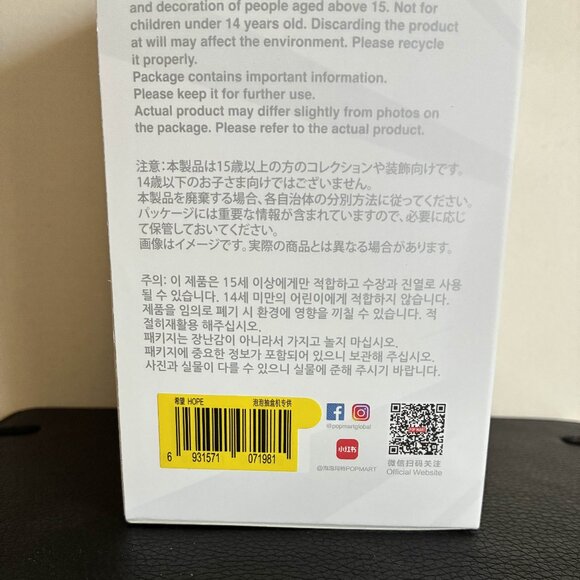 and decoration of people aged above 15. Not for
children under 14 years old. Discarding the product
at will may affect the environment. Please recycle
it properly.
Package contains important information.
Please keep it for further use.
Actual product may differ slightly from photos on
the package. Please refer to the actual product.
注意:本製品は15歳以上の方のコレクションや装飾向けです。
14歳以下のお子さま向けではございません。
本製品を廃棄する場合、各自治体の分別方法に従ってください。
パッケージには重要な情報が含まれていますので、必要に応じ
て保管しておいてください。
画像はイメージです。実際の商品とは異なる場合があります。
주의: 이 제품은 15세 이상에게만 적합하고 수장과 진열로 사용
될 수 있습니다. 14세 미만의 어린이에게 적합하지 않습니다.
제품을 임의로 폐기 시 환경에 영향을 끼칠 수 있습니다. 적
절히재활용 해주십시오.
패키지는 장난감이 아니라서 가지고 놀지 마십시오.
패키지에 중요한 정보가 포함되어 있으니 보관해 주십시오.
사진과 실물이 다를 수 있으니 실물에 준해 주시기 바랍니다.
希望 HOPE 泡泡抽盒机专供
6 931571 071981
@popmartglobal
小红书
@泡泡玛特POPMART
微信扫码关注
Official Website